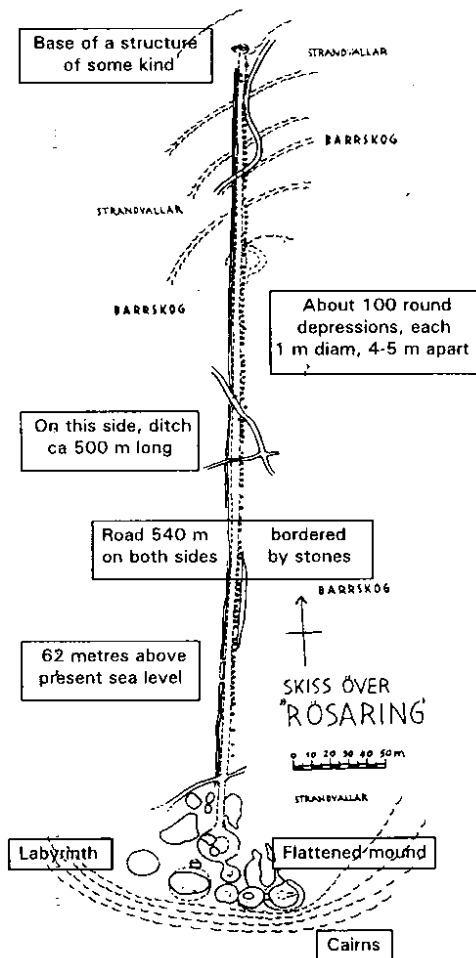 Base of a structure
of some kind
STRANDVALLAR
BARRSKOG
STRANDVALLAR
BARRSKOG
About 100 round
depressions, each
1 m diam, 4-5 m apart
On this side, ditch
ca 500 m long
Road 540 m bordered
on both sides by stones
BARRSKOG
62 metres above
present sea level
SKISS ÖVER
"RÖSARING"
0 10 20 30 40 50 m
STRANDVALLAR
Labyrinth
Flattened mound
Cairns